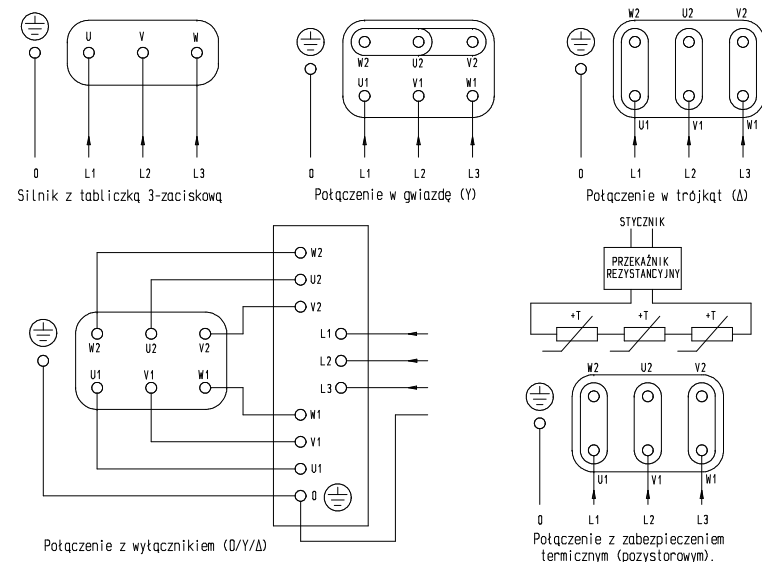 U V W
0 L1 L2 L3
Silnik z tabliczką 3-zaciskową
W2 U2 V2
U1 V1 W1
0 L1 L2 L3
Połączenie w gwiazdę (Y)
W2 U2 V2
U1 V1 W1
0 L1 L2 L3
Połączenie w trójkąt (Δ)
W2
U2
V2
L1
L2
L3
W1
V1
U1
0
W2 U2 V2
U1 V1 W1
Połączenie z wyłącznikiem (0/Y/Δ)
STYCZNIK
PRZEKAŹNIK
REZYSTANCYJNY
+T +T +T
W2 U2 V2
U1 V1 W1
0 L1 L2 L3
Połączenie z zabezpieczeniem
termicznym (pozystorowym).